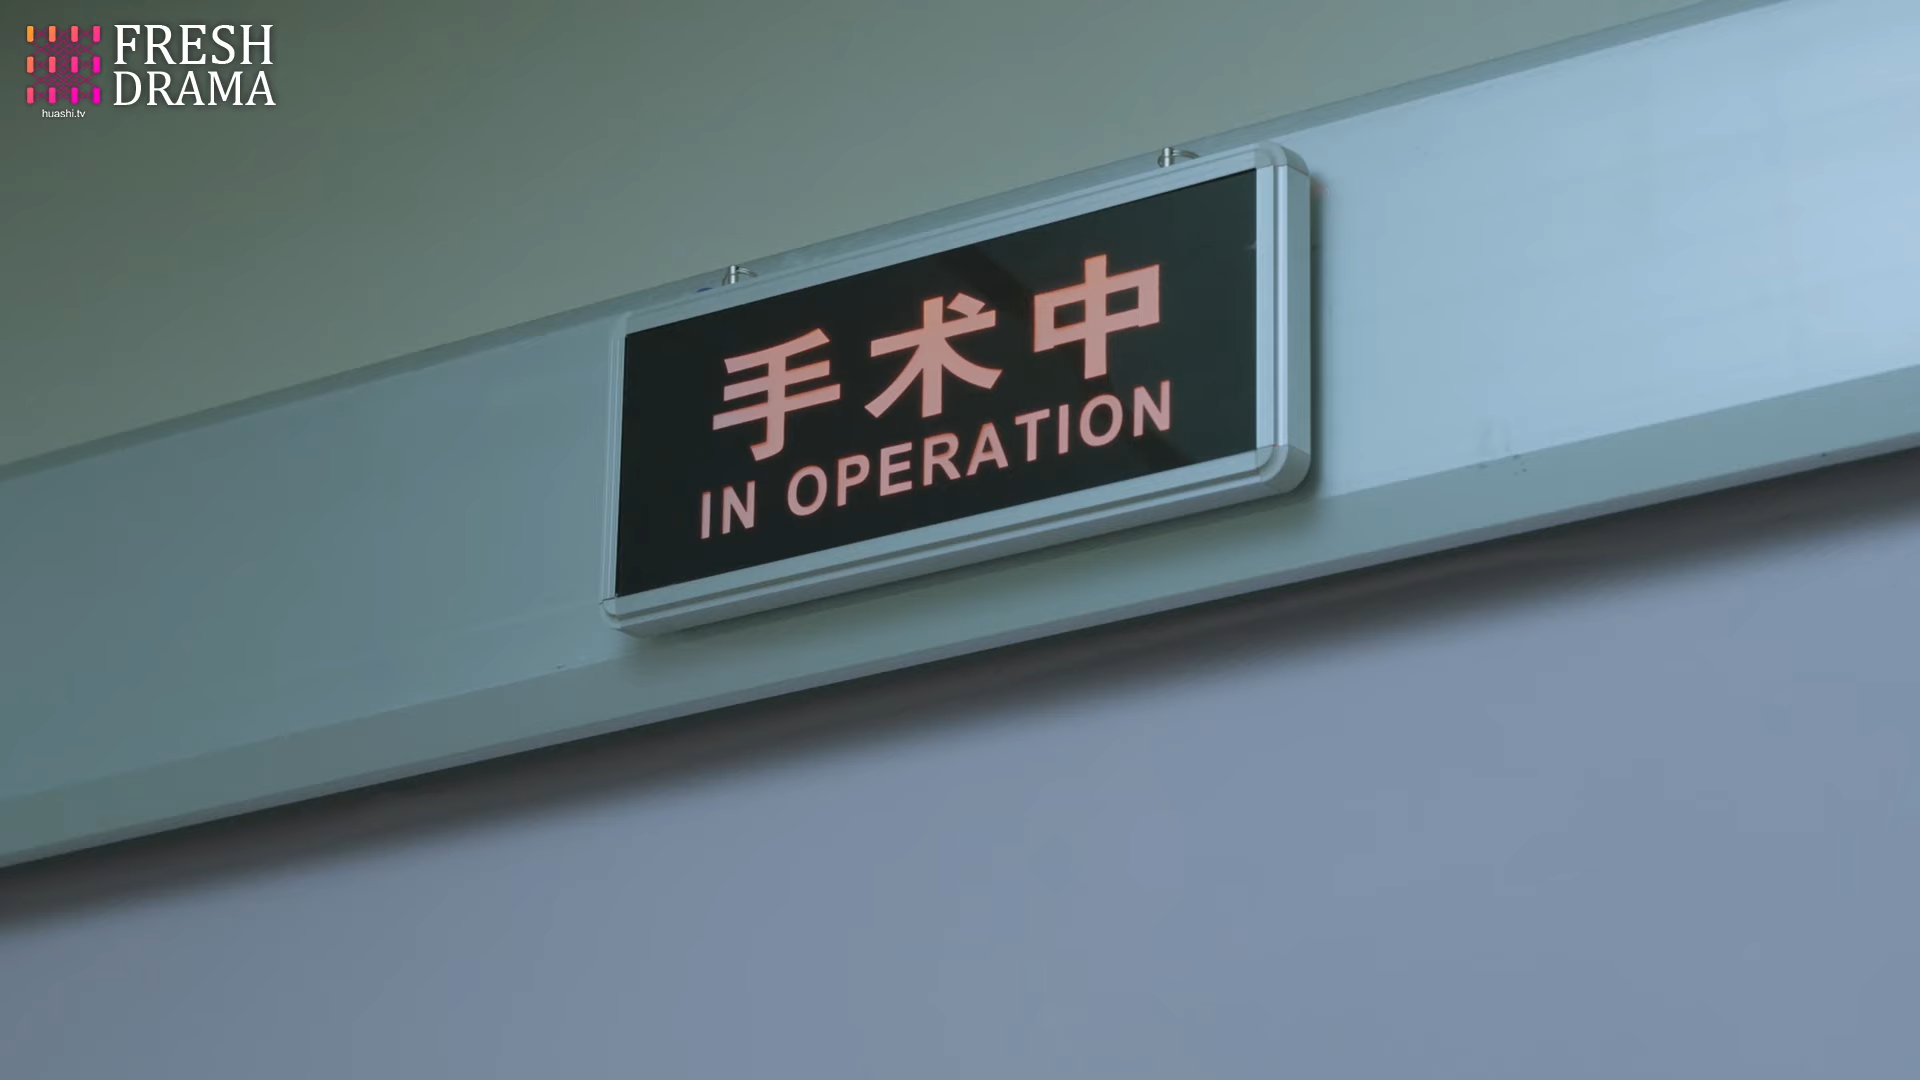 FRESH
DRAMA
huashi.tv
手术中
IN OPERATION